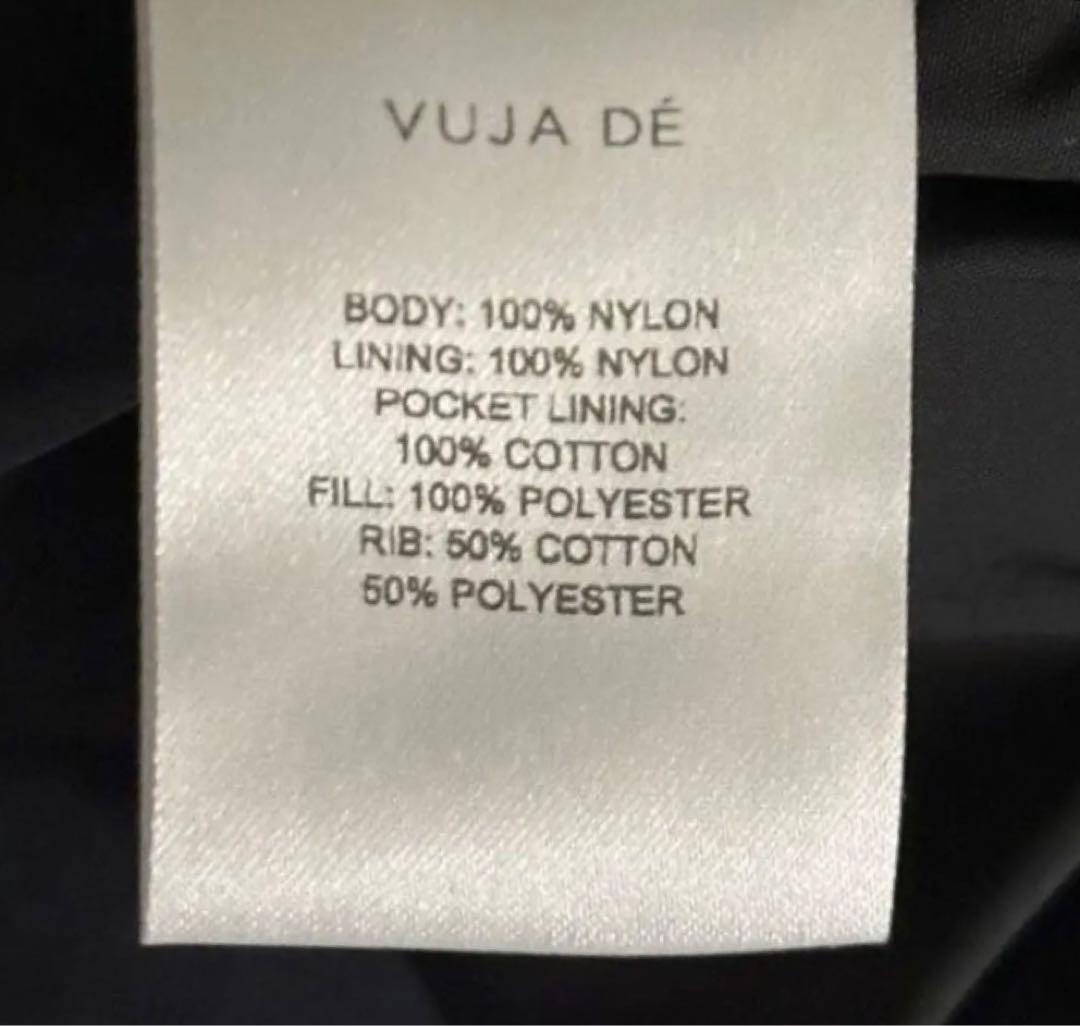 VUJA DÉ
BODY: 100% NYLON
LINING: 100% NYLON
POCKET LINING:
100% COTTON
FILL: 100% POLYESTER
RIB: 50% COTTON
50% POLYESTER